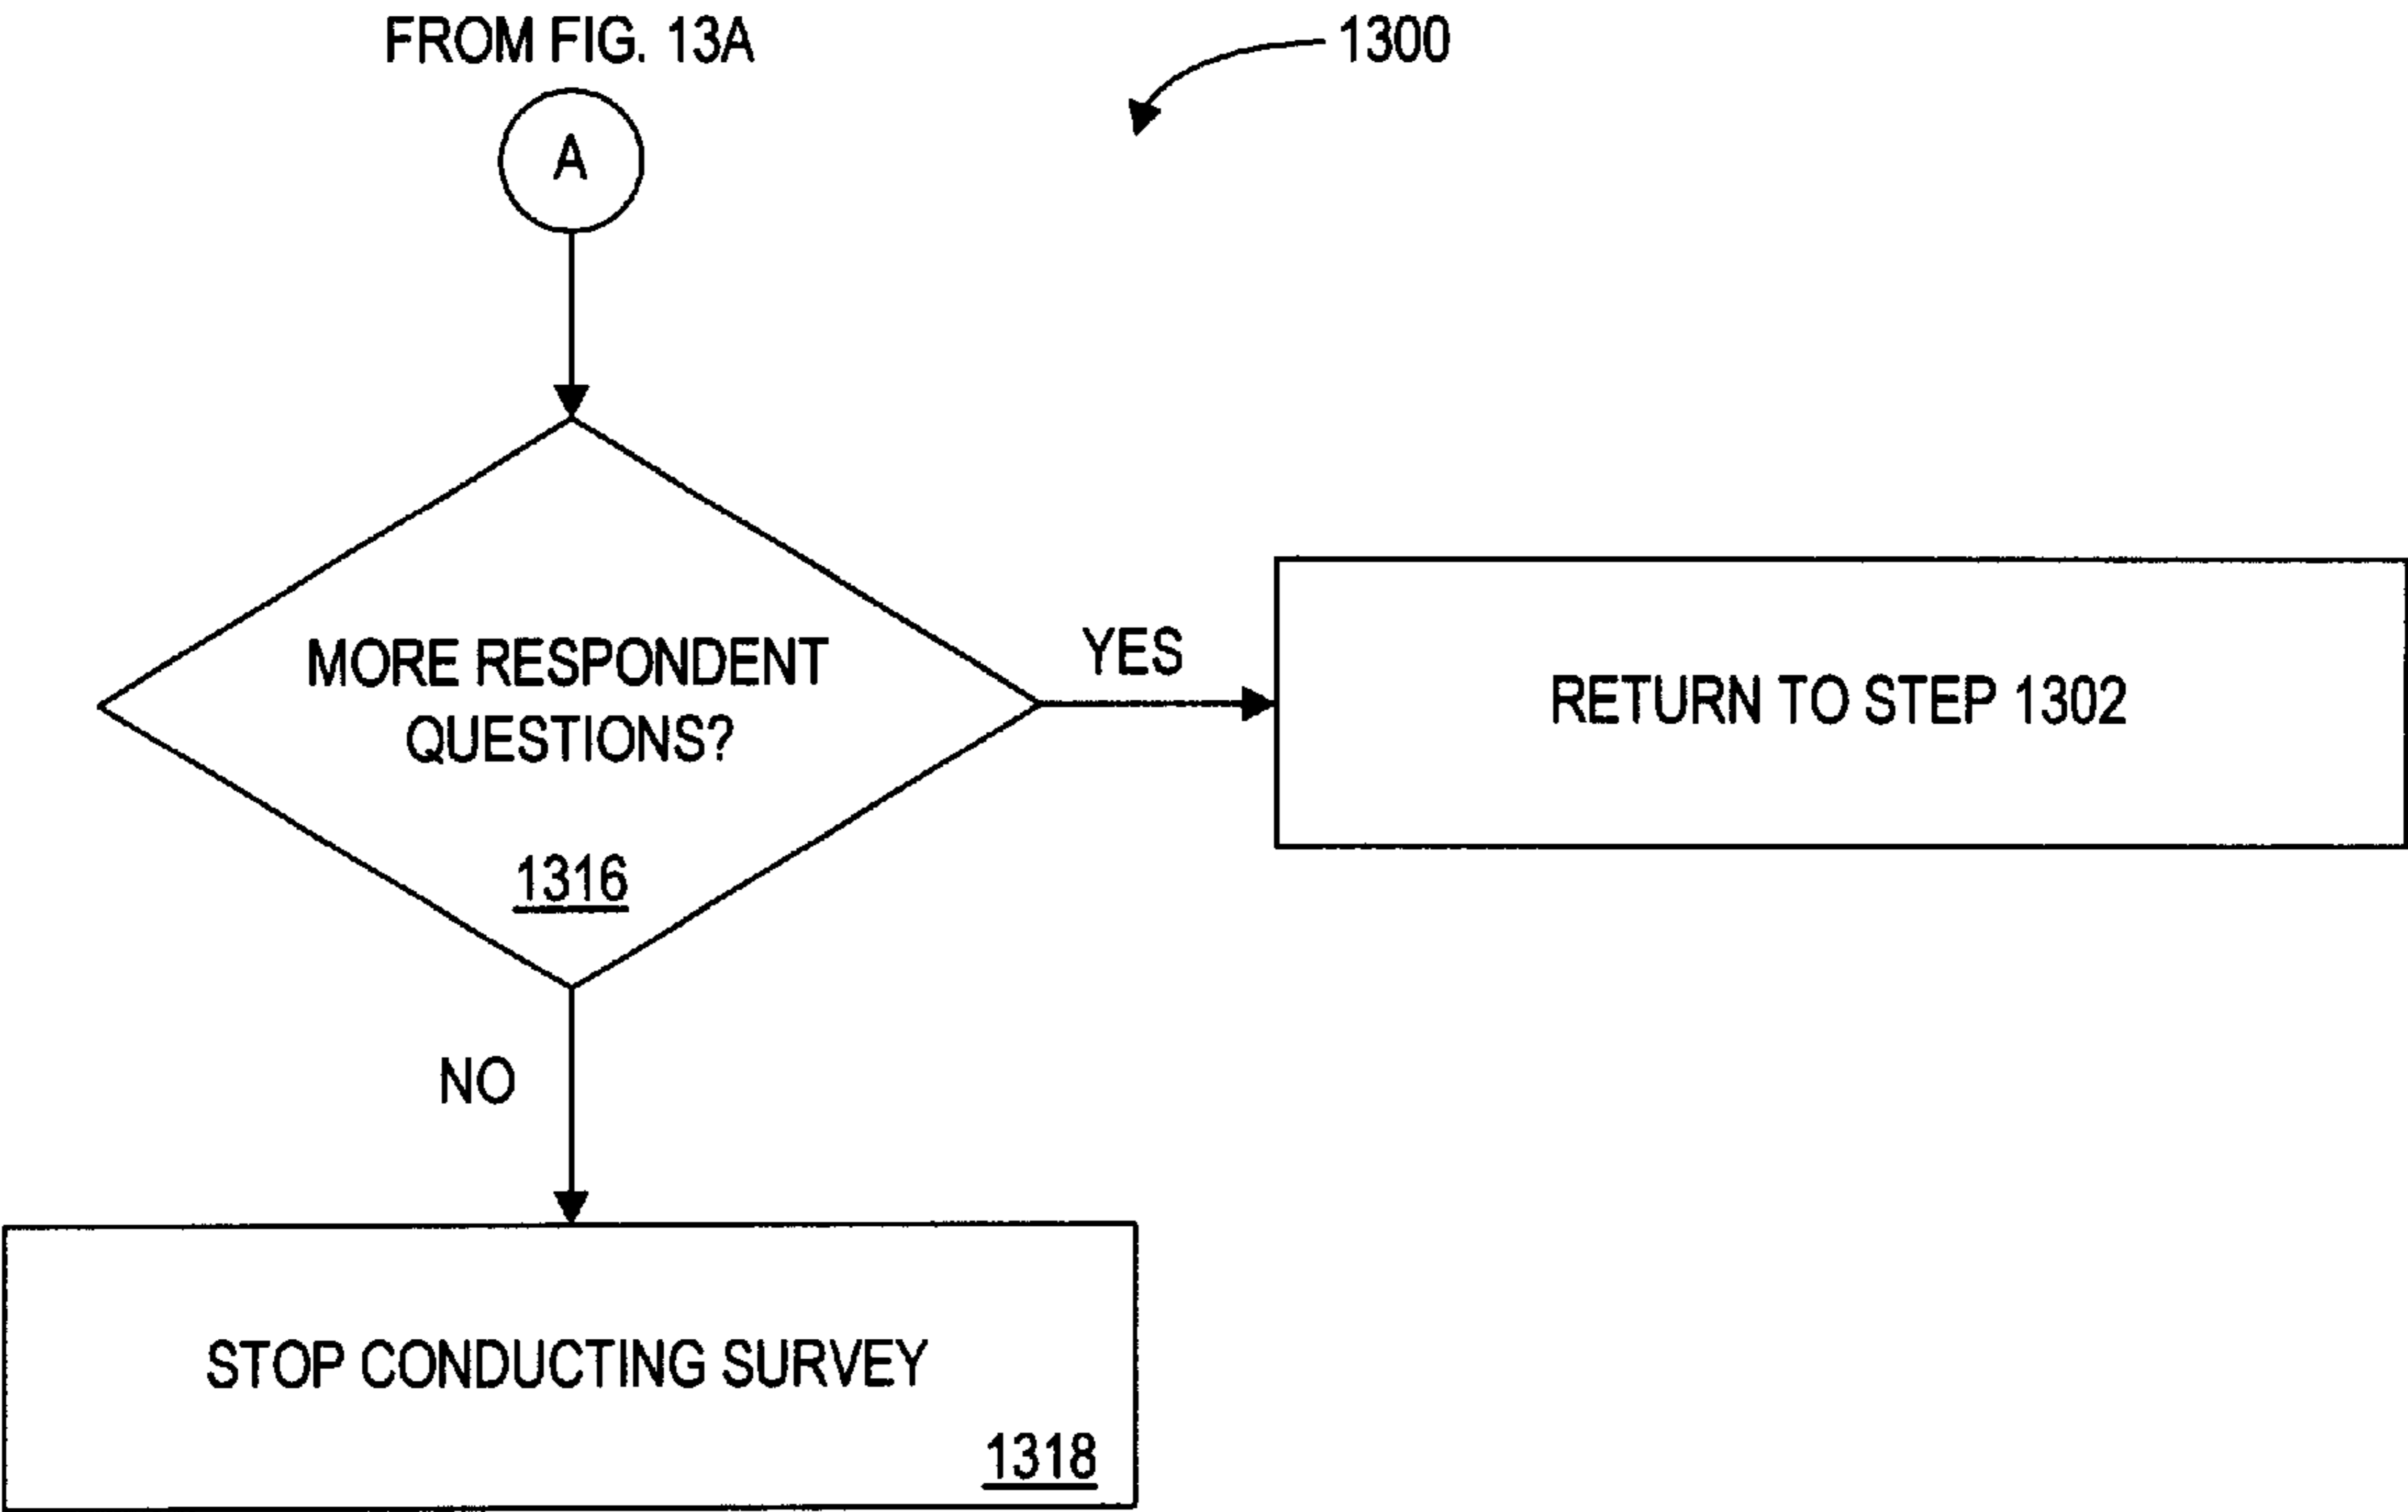 FROM FIG. 13A
1300
A
MORE RESPONDENT
QUESTIONS?
1316
YES
RETURN TO STEP 1302
NO
STOP CONDUCTING SURVEY
1318